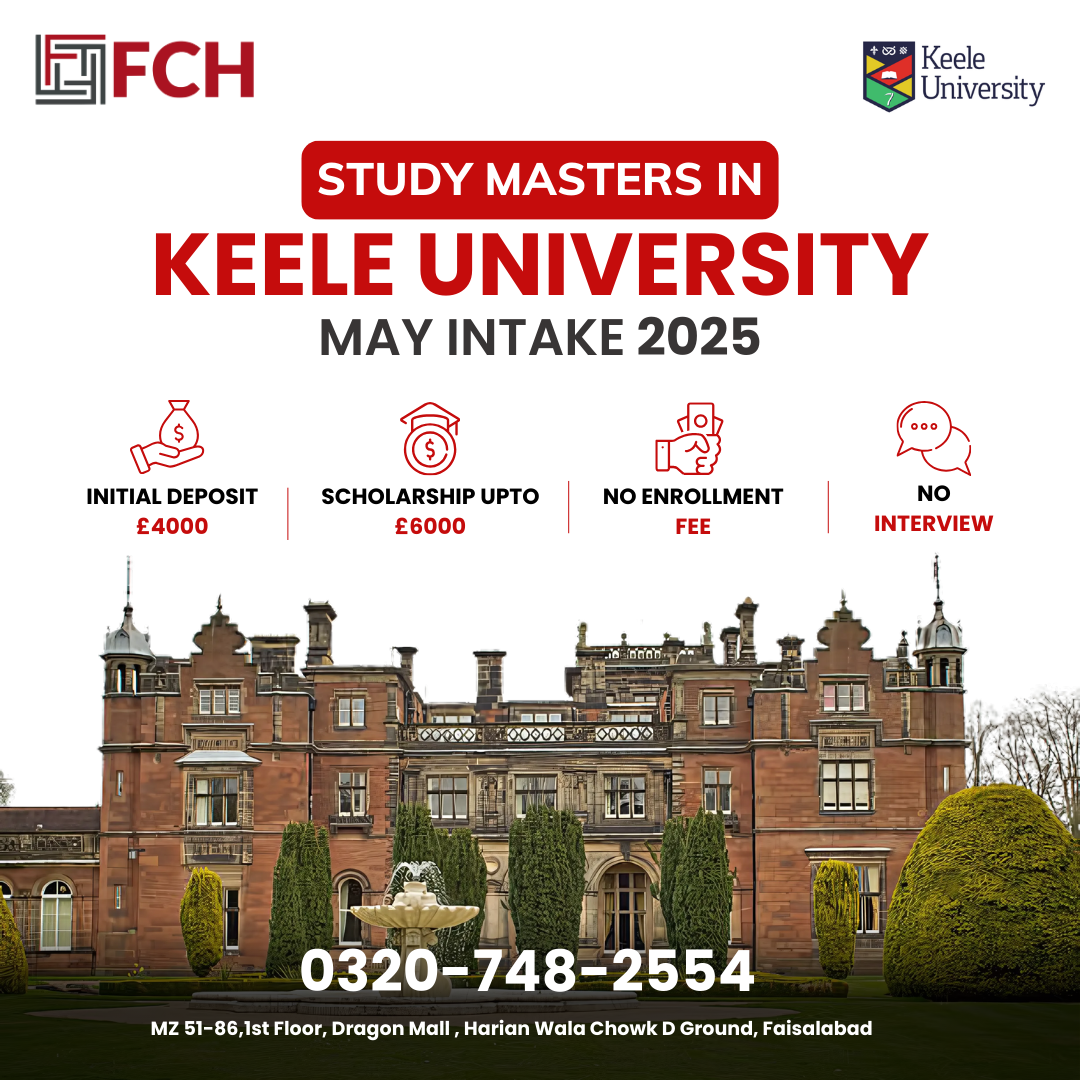 FCH
Keele
University
STUDY MASTERS IN
KEELE UNIVERSITY
MAY INTAKE 2025
INITIAL DEPOSIT
£4000
SCHOLARSHIP UPTO
£6000
NO ENROLLMENT
FEE
NO
INTERVIEW
0320-748-2554
MZ 51-86,1st Floor, Dragon Mall , Harian Wala Chowk D Ground, Faisalabad